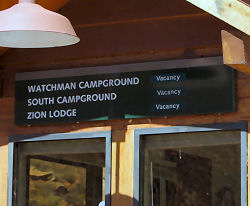 WATCHMAN CAMPGROUND Vacancy
SOUTH CAMPGROUND Vacancy
ZION LODGE Vacancy